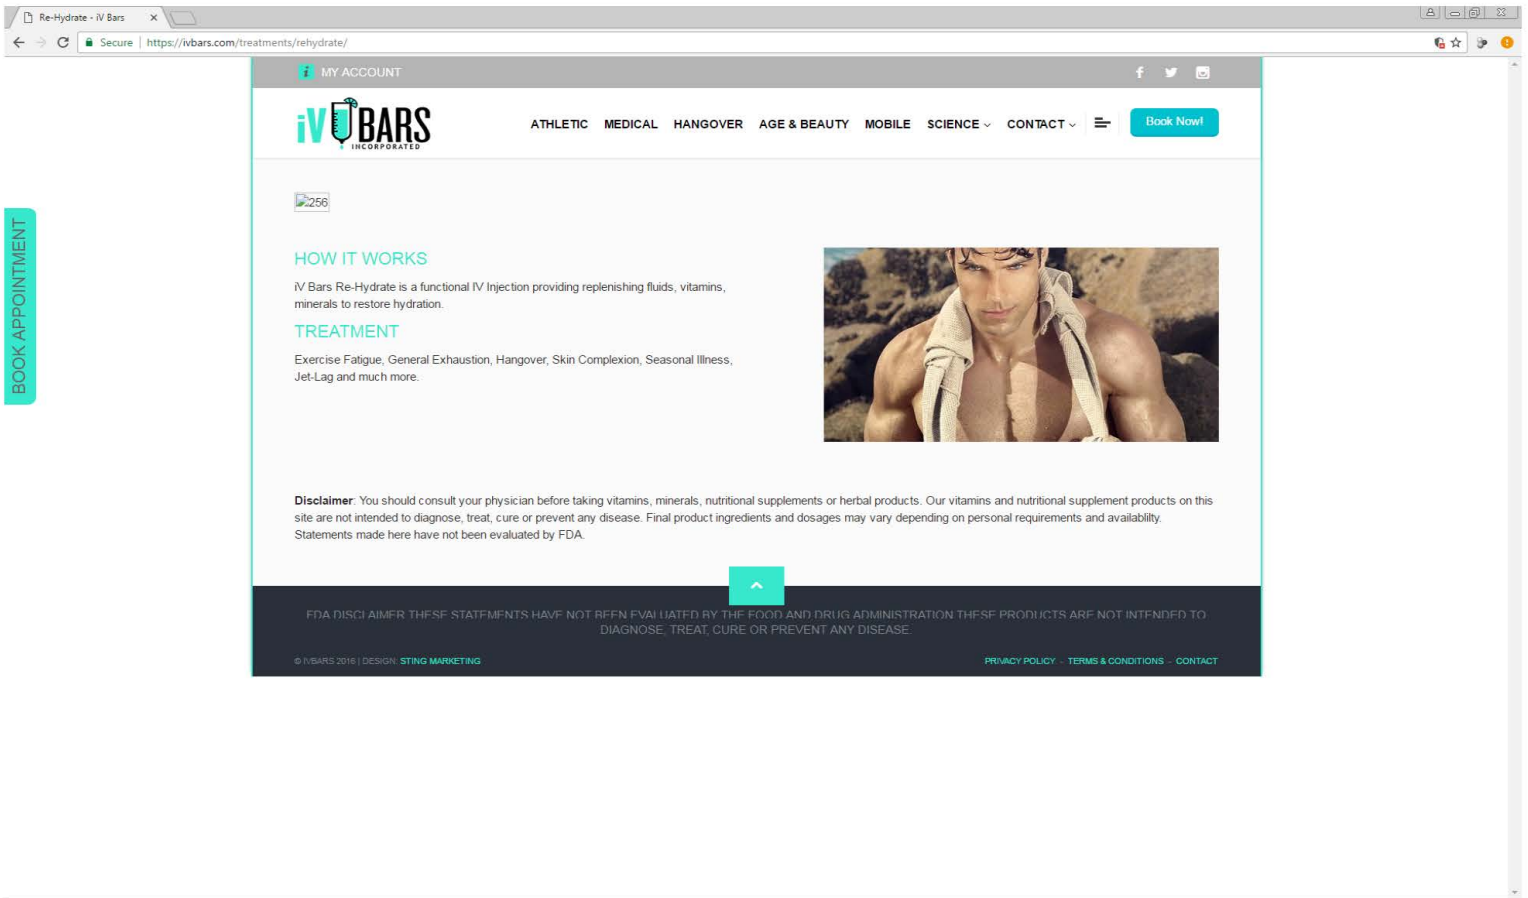 Re-Hydrate - iV Bars
Secure | https://ivbars.com/treatments/rehydrate/
i MY ACCOUNT
iV BARS
INCORPORATED
ATHLETIC MEDICAL HANGOVER AGE & BEAUTY MOBILE SCIENCE CONTACT Book Now!
BOOK APPOINTMENT
256
HOW IT WORKS
iV Bars Re-Hydrate is a functional IV Injection providing replenishing fluids, vitamins,
minerals to restore hydration.
TREATMENT
Exercise Fatigue, General Exhaustion, Hangover, Skin Complexion, Seasonal Illness,
Jet-Lag and much more.
Disclaimer: You should consult your physician before taking vitamins, minerals, nutritional supplements or herbal products. Our vitamins and nutritional supplement products on this
site are not intended to diagnose, treat, cure or prevent any disease. Final product ingredients and dosages may vary depending on personal requirements and availablilty.
Statements made here have not been evaluated by FDA.
FDA DISCLAIMER THESE STATEMENTS HAVE NOT BEEN EVALUATED BY THE FOOD AND DRUG ADMINISTRATION THESE PRODUCTS ARE NOT INTENDED TO
DIAGNOSE, TREAT, CURE OR PREVENT ANY DISEASE.
© IVBARS 2016 | DESIGN: STING MARKETING
PRIVACY POLICY - TERMS & CONDITIONS - CONTACT